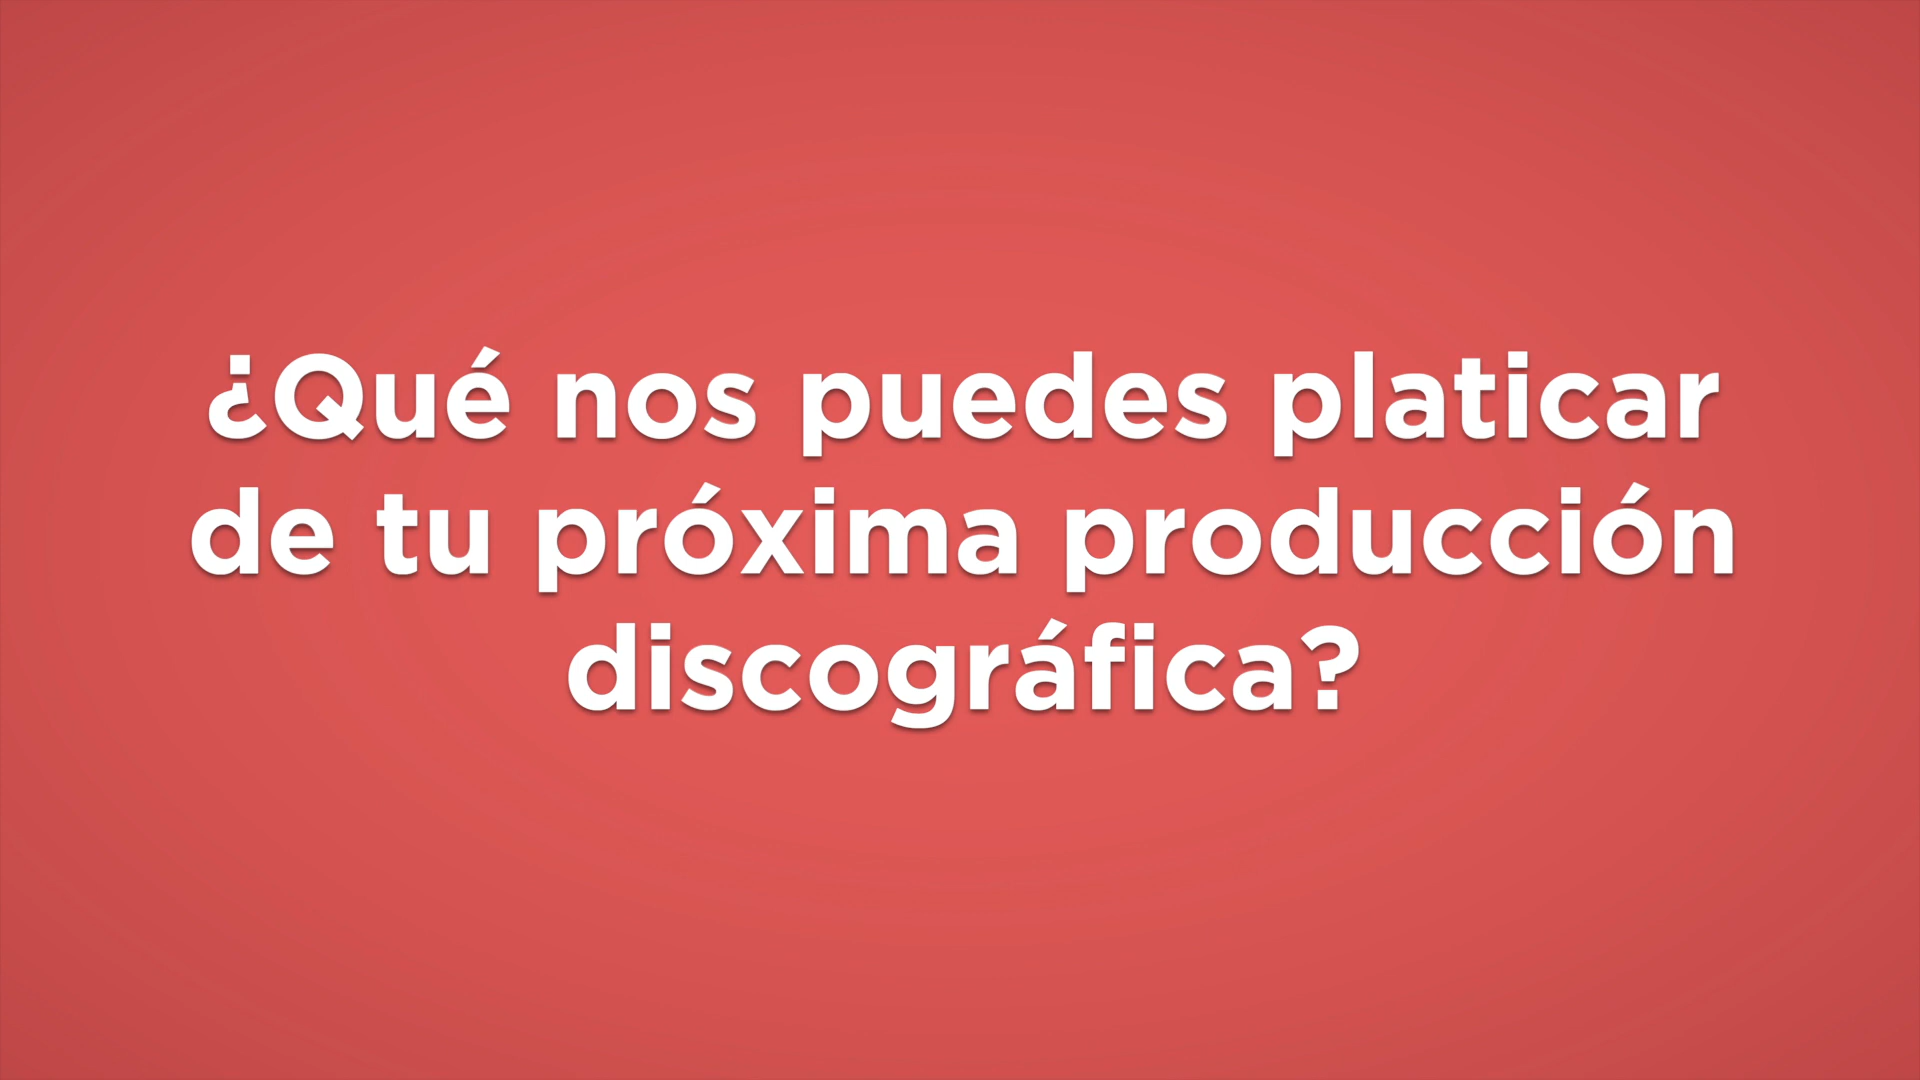 ¿Qué nos puedes platicar
de tu próxima producción
discográfica?